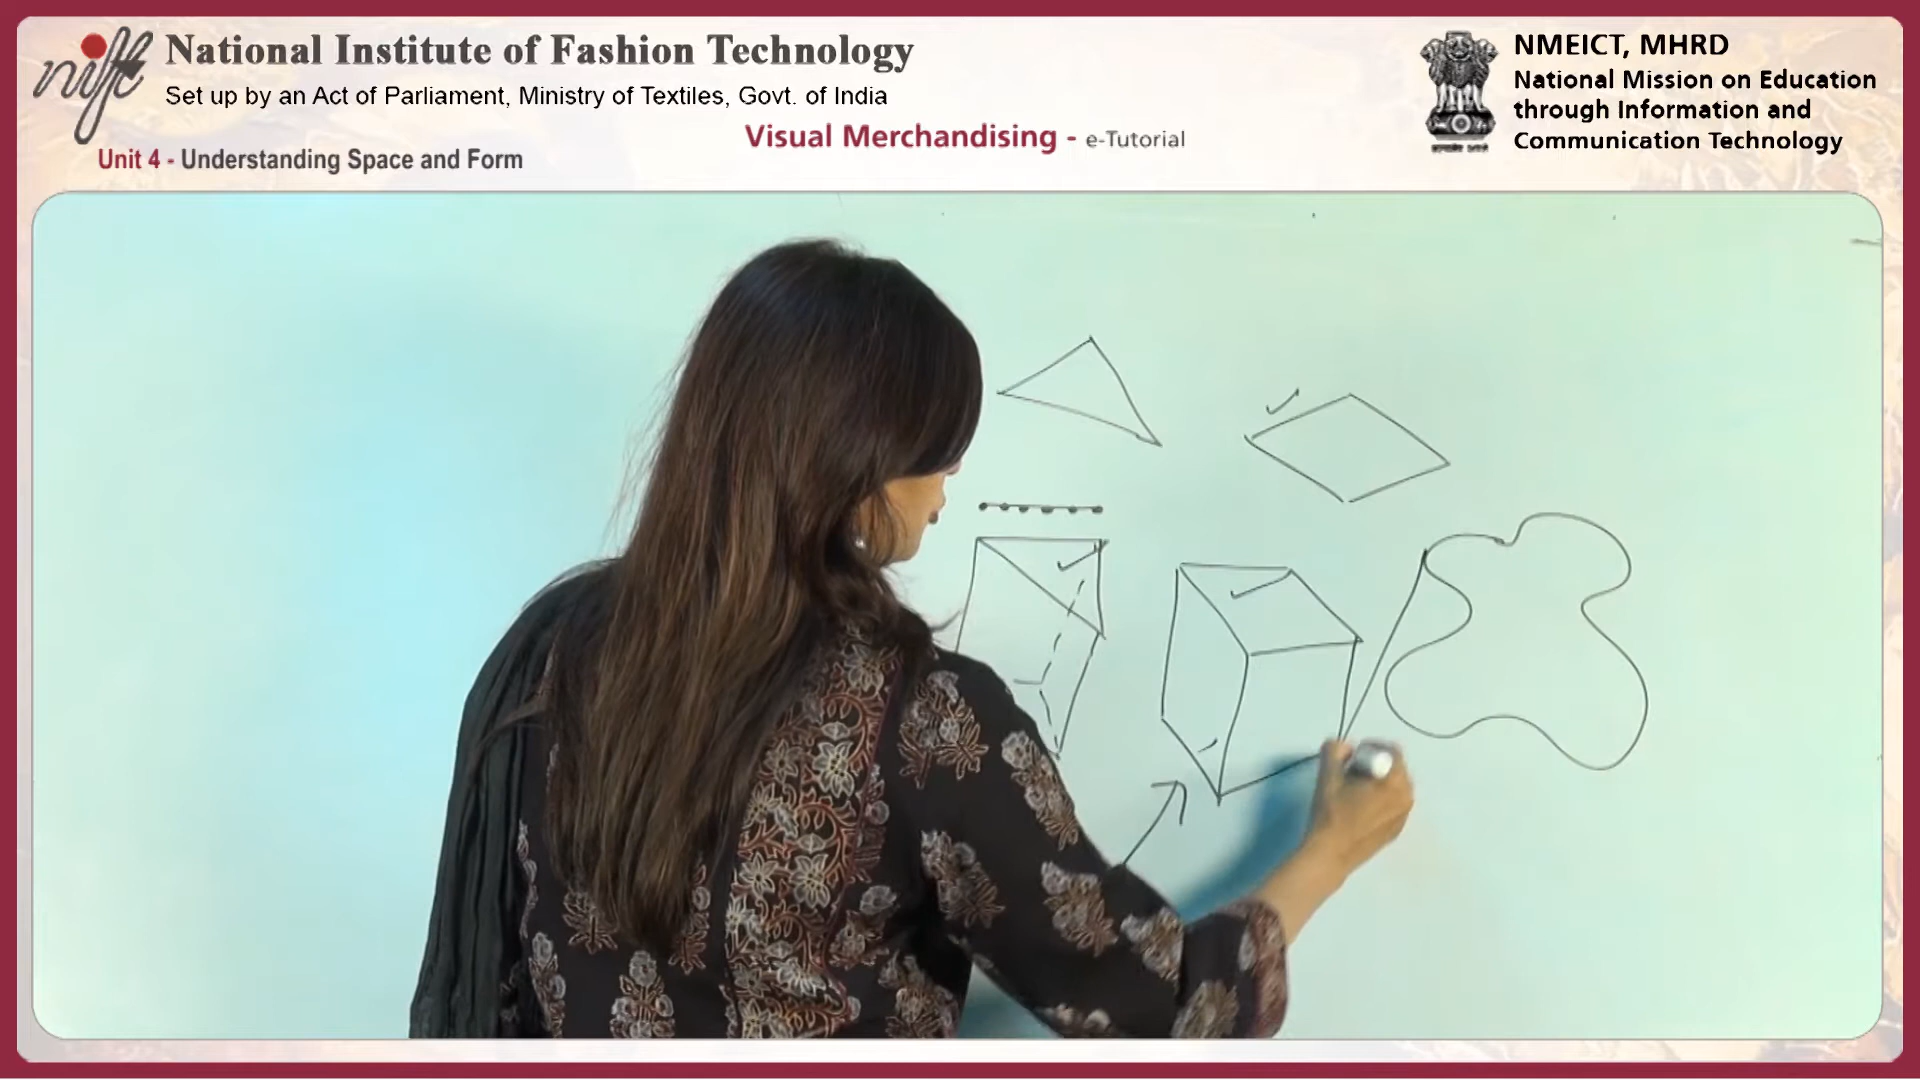 nift
National Institute of Fashion Technology
Set up by an Act of Parliament, Ministry of Textiles, Govt. of India
Visual Merchandising - e-Tutorial
Unit 4 - Understanding Space and Form
NMEICT, MHRD
National Mission on Education
through Information and
Communication Technology